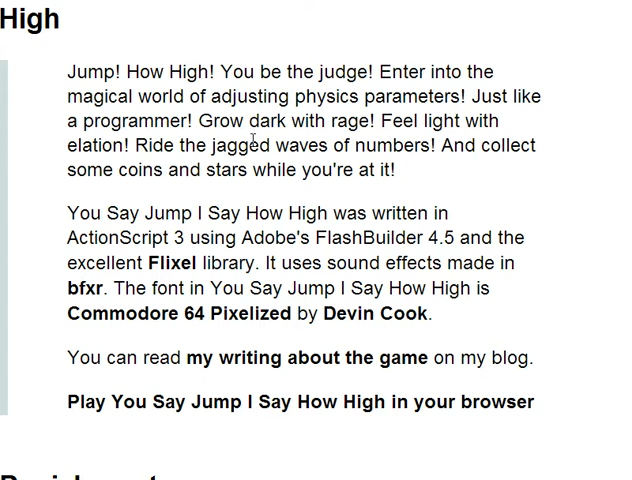 High
Jump! How High! You be the judge! Enter into the
magical world of adjusting physics parameters! Just like
a programmer! Grow dark with rage! Feel light with
elation! Ride the jagged waves of numbers! And collect
some coins and stars while you're at it!
You Say Jump I Say How High was written in
ActionScript 3 using Adobe's FlashBuilder 4.5 and the
excellent Flixel library. It uses sound effects made in
bfxr. The font in You Say Jump I Say How High is
Commodore 64 Pixelized by Devin Cook.
You can read my writing about the game on my blog.
Play You Say Jump I Say How High in your browser